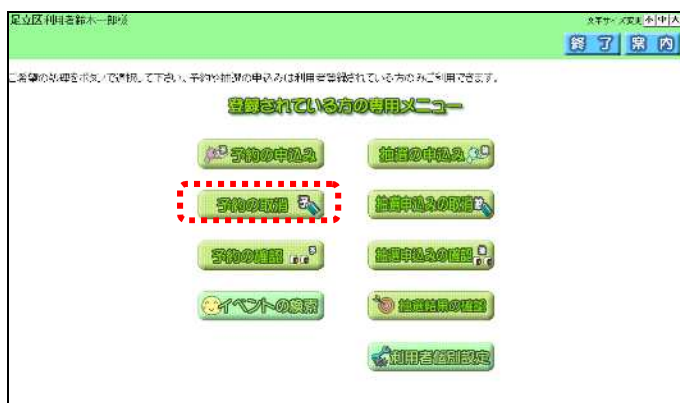 足立区利用者鈴木一郎様
文字サイズ変更 小 中 大
終了 案内
ご希望の処理をボタンで選択して下さい、予約や抽選の申込みは利用者登録されている方のみご利用できます。
登録されている方の専用メニュー
予約の申込み
抽選の申込み
予約の取消
抽選申込みの取消
予約の確認
抽選申込みの確認
イベントの検索
抽選結果の確認
利用者個別設定